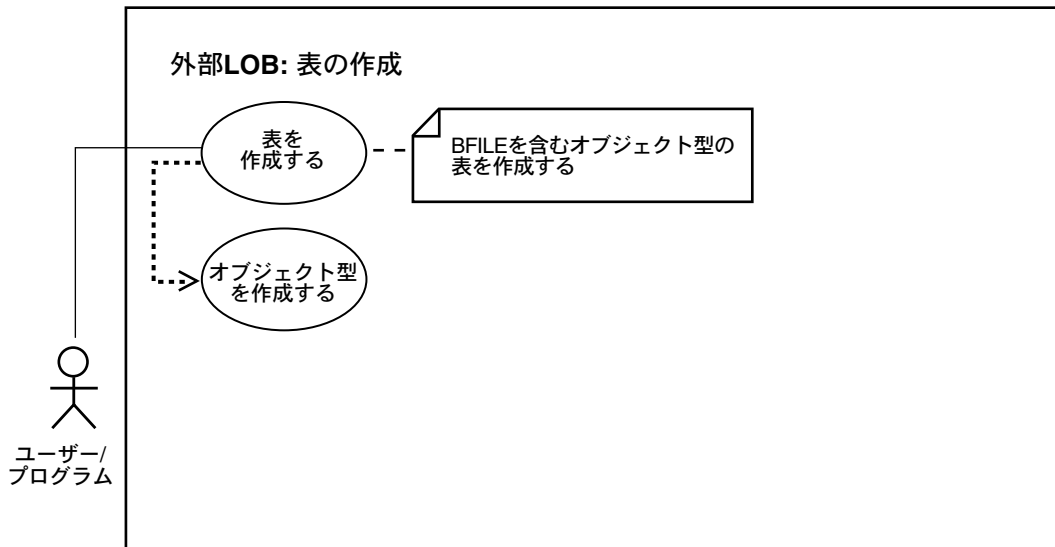 外部LOB: 表の作成
表を
作成する
BFILEを含むオブジェクト型の
表を作成する
オブジェクト型
を作成する
ユーザー/
プログラム